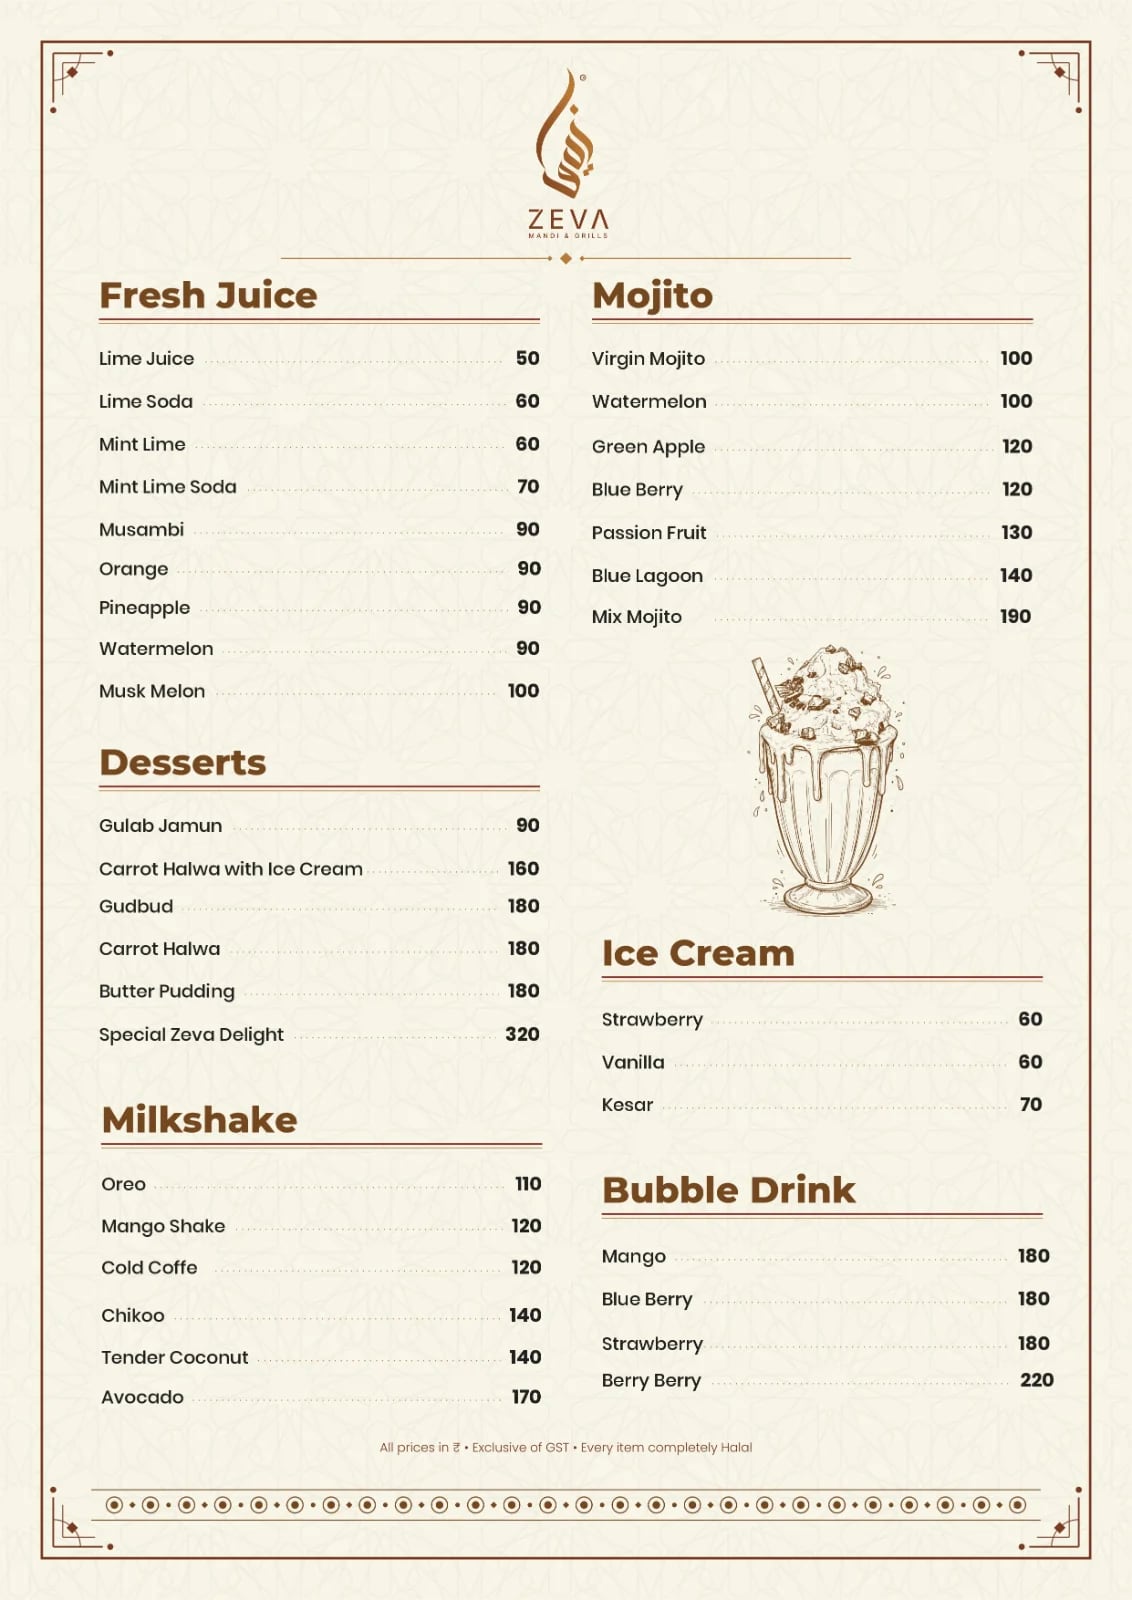 ZEVA
MANDI & GRILLS
Fresh Juice
Lime Juice 50
Lime Soda 60
Mint Lime 60
Mint Lime Soda 70
Musambi 90
Orange 90
Pineapple 90
Watermelon 90
Musk Melon 100
Desserts
Gulab Jamun 90
Carrot Halwa with Ice Cream 160
Gudbud 180
Carrot Halwa 180
Butter Pudding 180
Special Zeva Delight 320
Milkshake
Oreo 110
Mango Shake 120
Cold Coffe 120
Chikoo 140
Tender Coconut 140
Avocado 170
Mojito
Virgin Mojito 100
Watermelon 100
Green Apple 120
Blue Berry 120
Passion Fruit 130
Blue Lagoon 140
Mix Mojito 190
Ice Cream
Strawberry 60
Vanilla 60
Kesar 70
Bubble Drink
Mango 180
Blue Berry 180
Strawberry 180
Berry Berry 220
All prices in ₹ • Exclusive of GST • Every item completely Halal